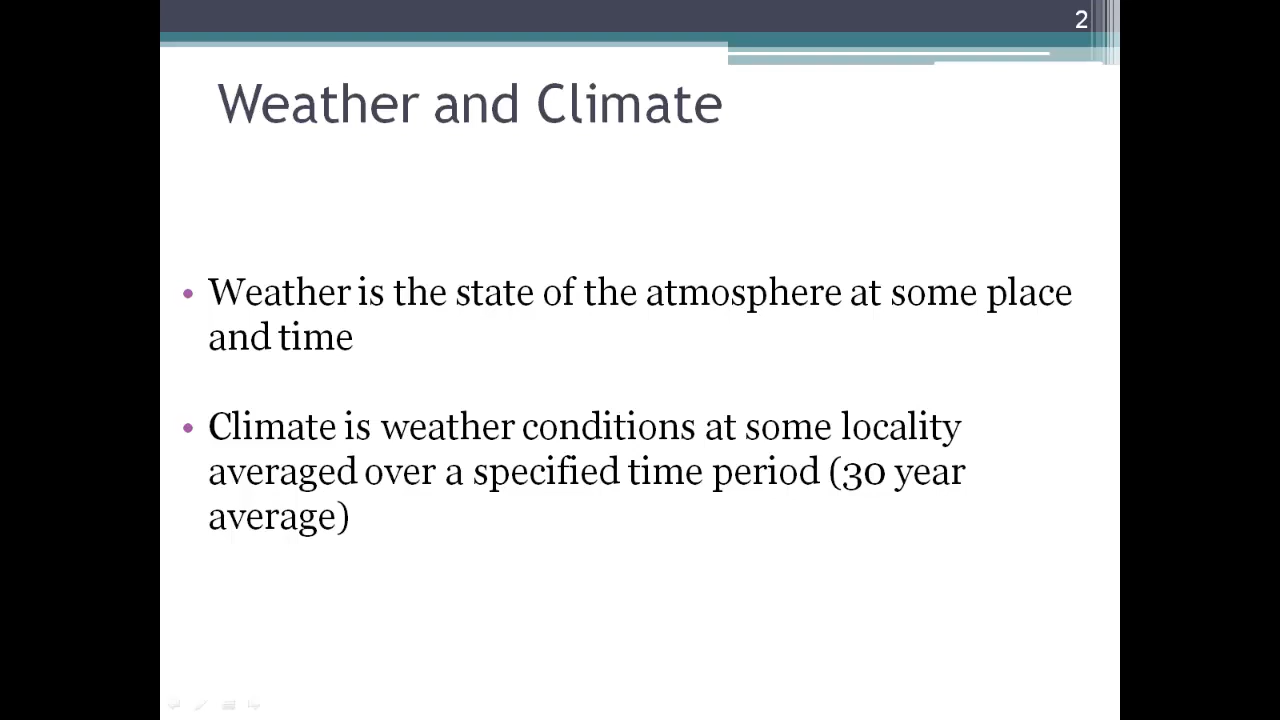 2
Weather and Climate
• Weather is the state of the atmosphere at some place
and time
• Climate is weather conditions at some locality
averaged over a specified time period (30 year
average)